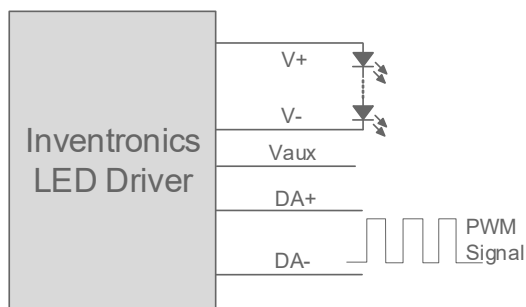 V+
V-
Inventronics
LED Driver
Vaux
DA+
PWM
Signal
DA-